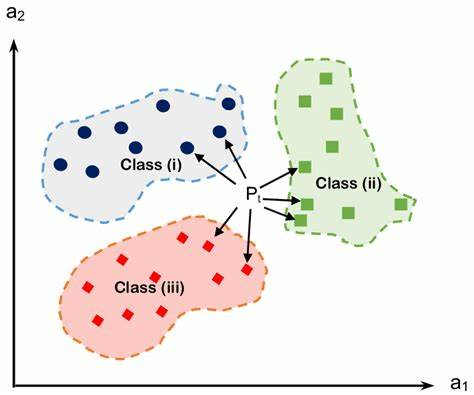 a2
Class (i)
Class (ii)
Pt
Class (iii)
a1